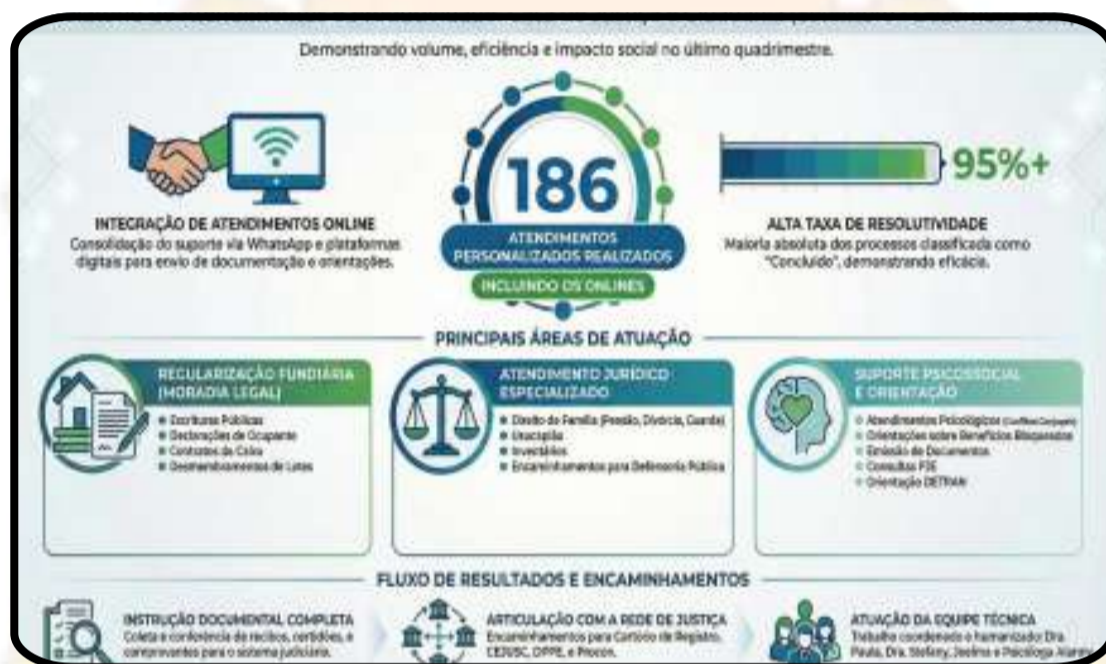 Demonstrando volume, eficiência e impacto social no último quadrimestre.
INTEGRAÇÃO DE ATENDIMENTOS ONLINE
Consolidação do suporte via WhatsApp e plataformas
digitais para envio de documentação e orientações.
186
ATENDIMENTOS
PERSONALIZADOS REALIZADOS
INCLUINDO OS ONLINES
95%+
ALTA TAXA DE RESOLUTIVIDADE
Maioria absoluta dos processos classificada como
"Concluído", demonstrando eficácia.
PRINCIPAIS ÁREAS DE ATUAÇÃO
REGULARIZAÇÃO FUNDIÁRIA
(MORADIA LEGAL)
Escrituras Públicas
Declarações de Ocupante
Contratos da Caixa
Desmembramentos de Lotes
ATENDIMENTO JURÍDICO
ESPECIALIZADO
Direito de Família (Pensão, Divórcio, Guarda)
Usucapião
Inventários
Encaminhamentos para Defensoria Pública
SUPORTE PSICOSSOCIAL
E ORIENTAÇÃO
Atendimentos Psicológicos
Orientações sobre Benefícios Bloqueados
Emissão de Documentos
Consultas PJE
Orientação DETRAN
FLUXO DE RESULTADOS E ENCAMINHAMENTOS
INSTRUÇÃO DOCUMENTAL COMPLETA
Coleta e conferência de recibos, certidões, e
comprovantes para o sistema judiciário.
ARTICULAÇÃO COM A REDE DE JUSTIÇA
Encaminhamentos para Cartório de Registro,
CEJUSC, DPPE, e Procon.
ATUAÇÃO DA EQUIPE TÉCNICA
Trabalho coordenado e humanizado: Dra.
Paula, Dra. Stefany, Joelma e Psicóloga